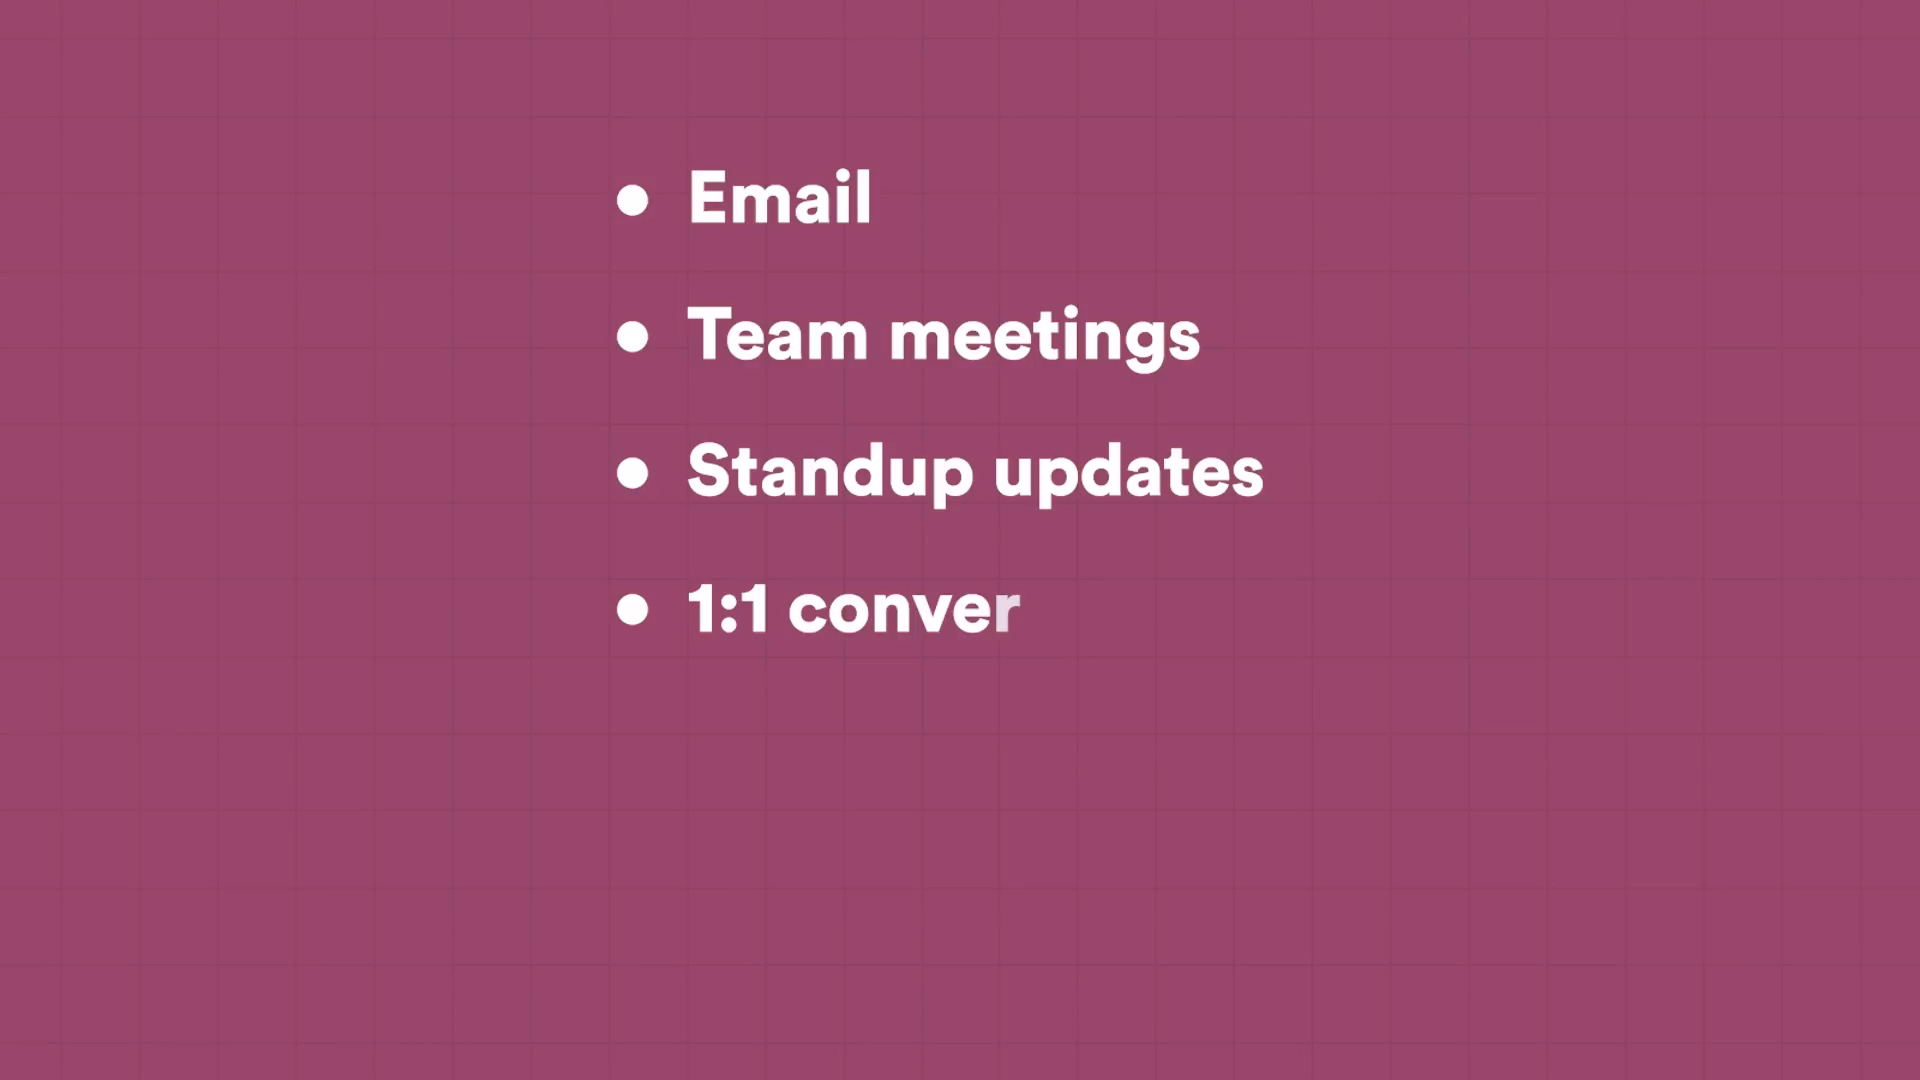 • Email
• Team meetings
• Standup updates
• 1:1 conver